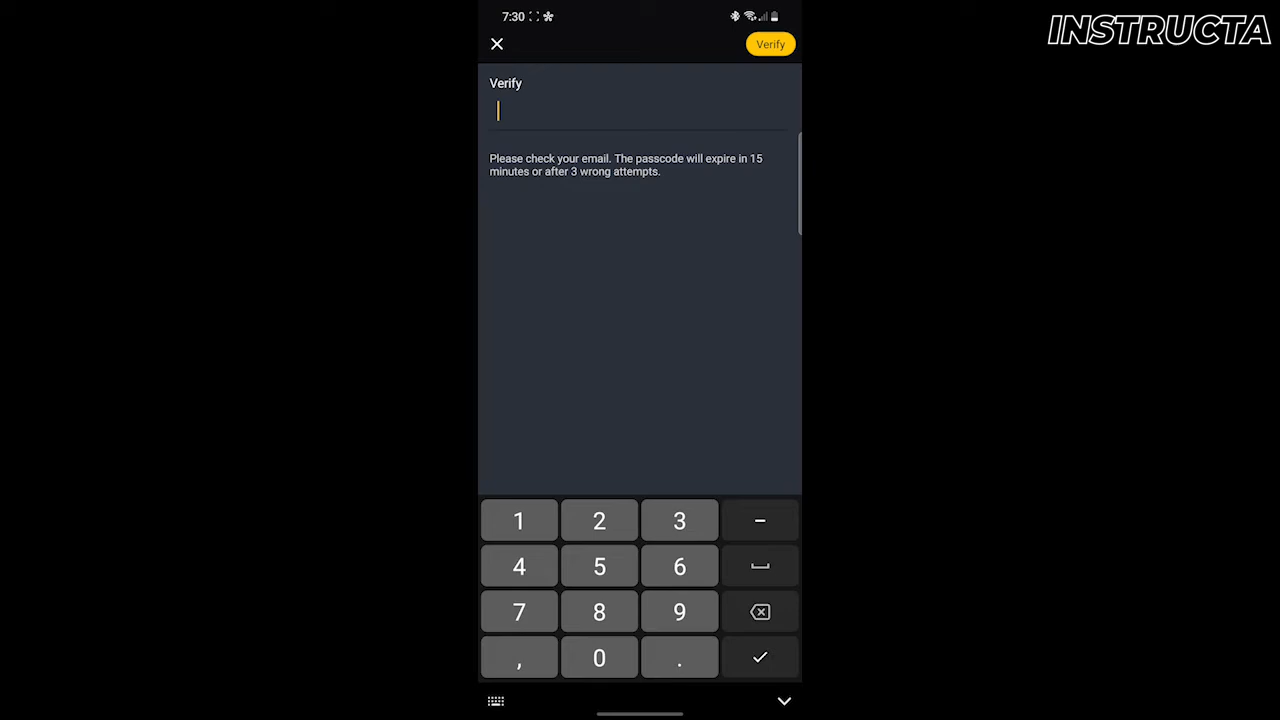 INSTRUCTA
7:30
Verify
Verify
Please check your email. The passcode will expire in 15
minutes or after 3 wrong attempts.
1 2 3 -
4 5 6
7 8 9
, 0 .